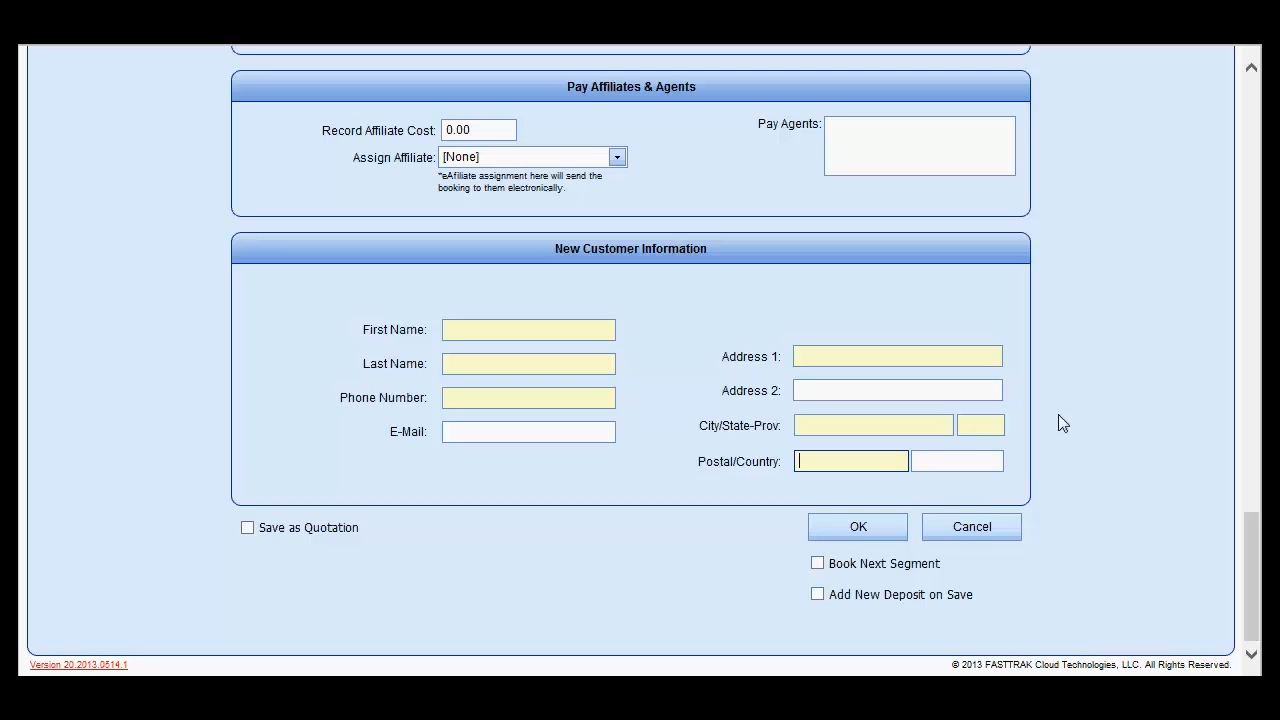 Pay Affiliates & Agents
Record Affiliate Cost: 0.00
Pay Agents:
Assign Affiliate: [None]
*eAfiliate assignment here will send the
booking to them electronically.
New Customer Information
First Name:
Last Name:
Phone Number:
E-Mail:
Address 1:
Address 2:
City/State-Prov:
Postal/Country:
Save as Quotation
OK
Cancel
Book Next Segment
Add New Deposit on Save
Version 20.2013.0514.1
© 2013 FASTTRAK Cloud Technologies, LLC. All Rights Reserved.